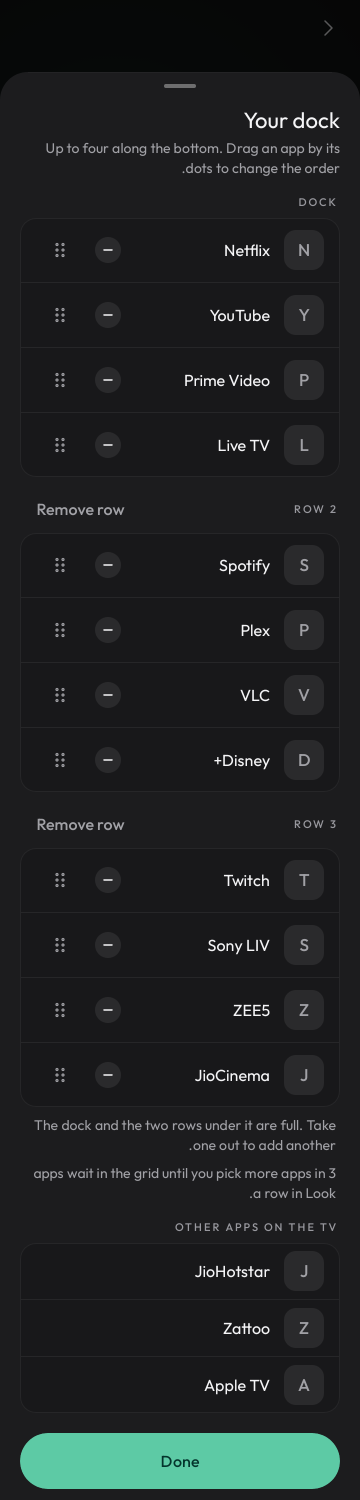 Your dock
Up to four along the bottom. Drag an app by its
dots to change the order.
DOCK
N Netflix
Y YouTube
P Prime Video
L Live TV
ROW 2 Remove row
S Spotify
P Plex
V VLC
D Disney+
ROW 3 Remove row
T Twitch
S Sony LIV
Z ZEE5
J JioCinema
The dock and the two rows under it are full. Take
one out to add another.
3 apps wait in the grid until you pick more apps in
a row in Look.
OTHER APPS ON THE TV
J JioHotstar
Z Zattoo
A Apple TV
Done